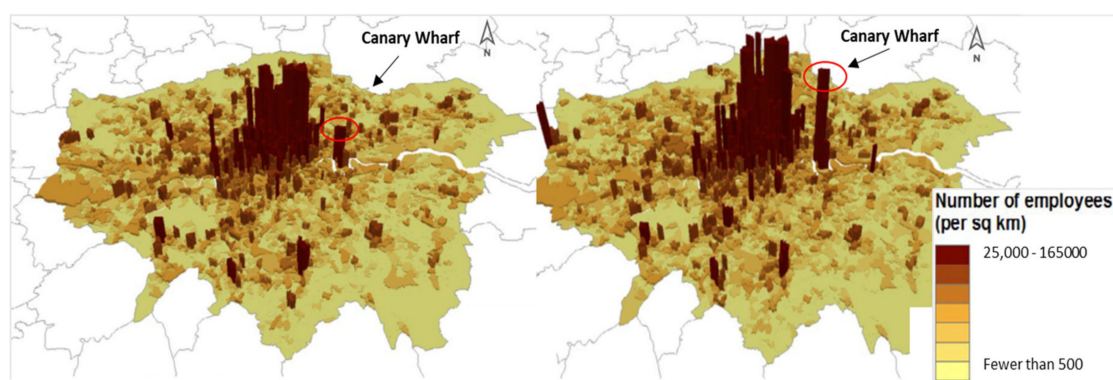 Canary Wharf
N
Canary Wharf
N
Number of employees
(per sq km)
25,000 - 165000
Fewer than 500